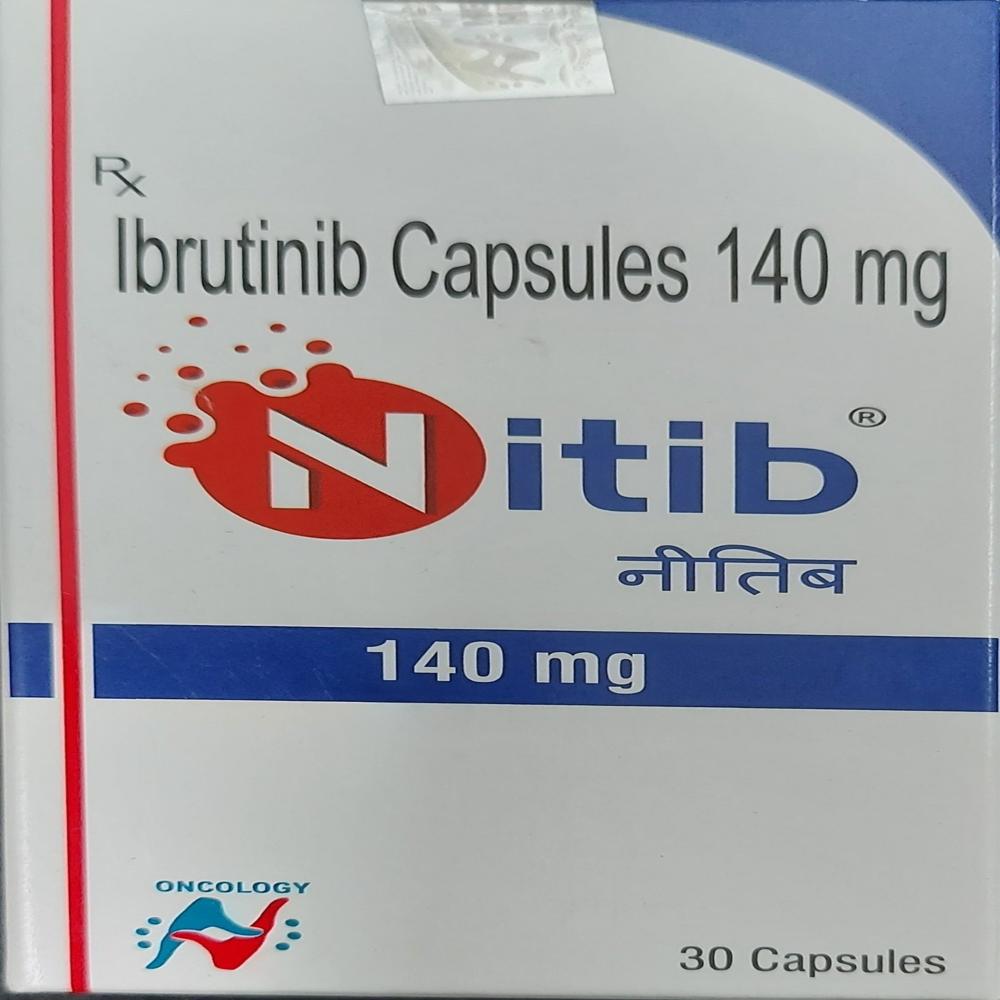 Rx
Ibrutinib Capsules 140 mg
Nitib®
नीतिब
140 mg
ONCOLOGY
30 Capsules